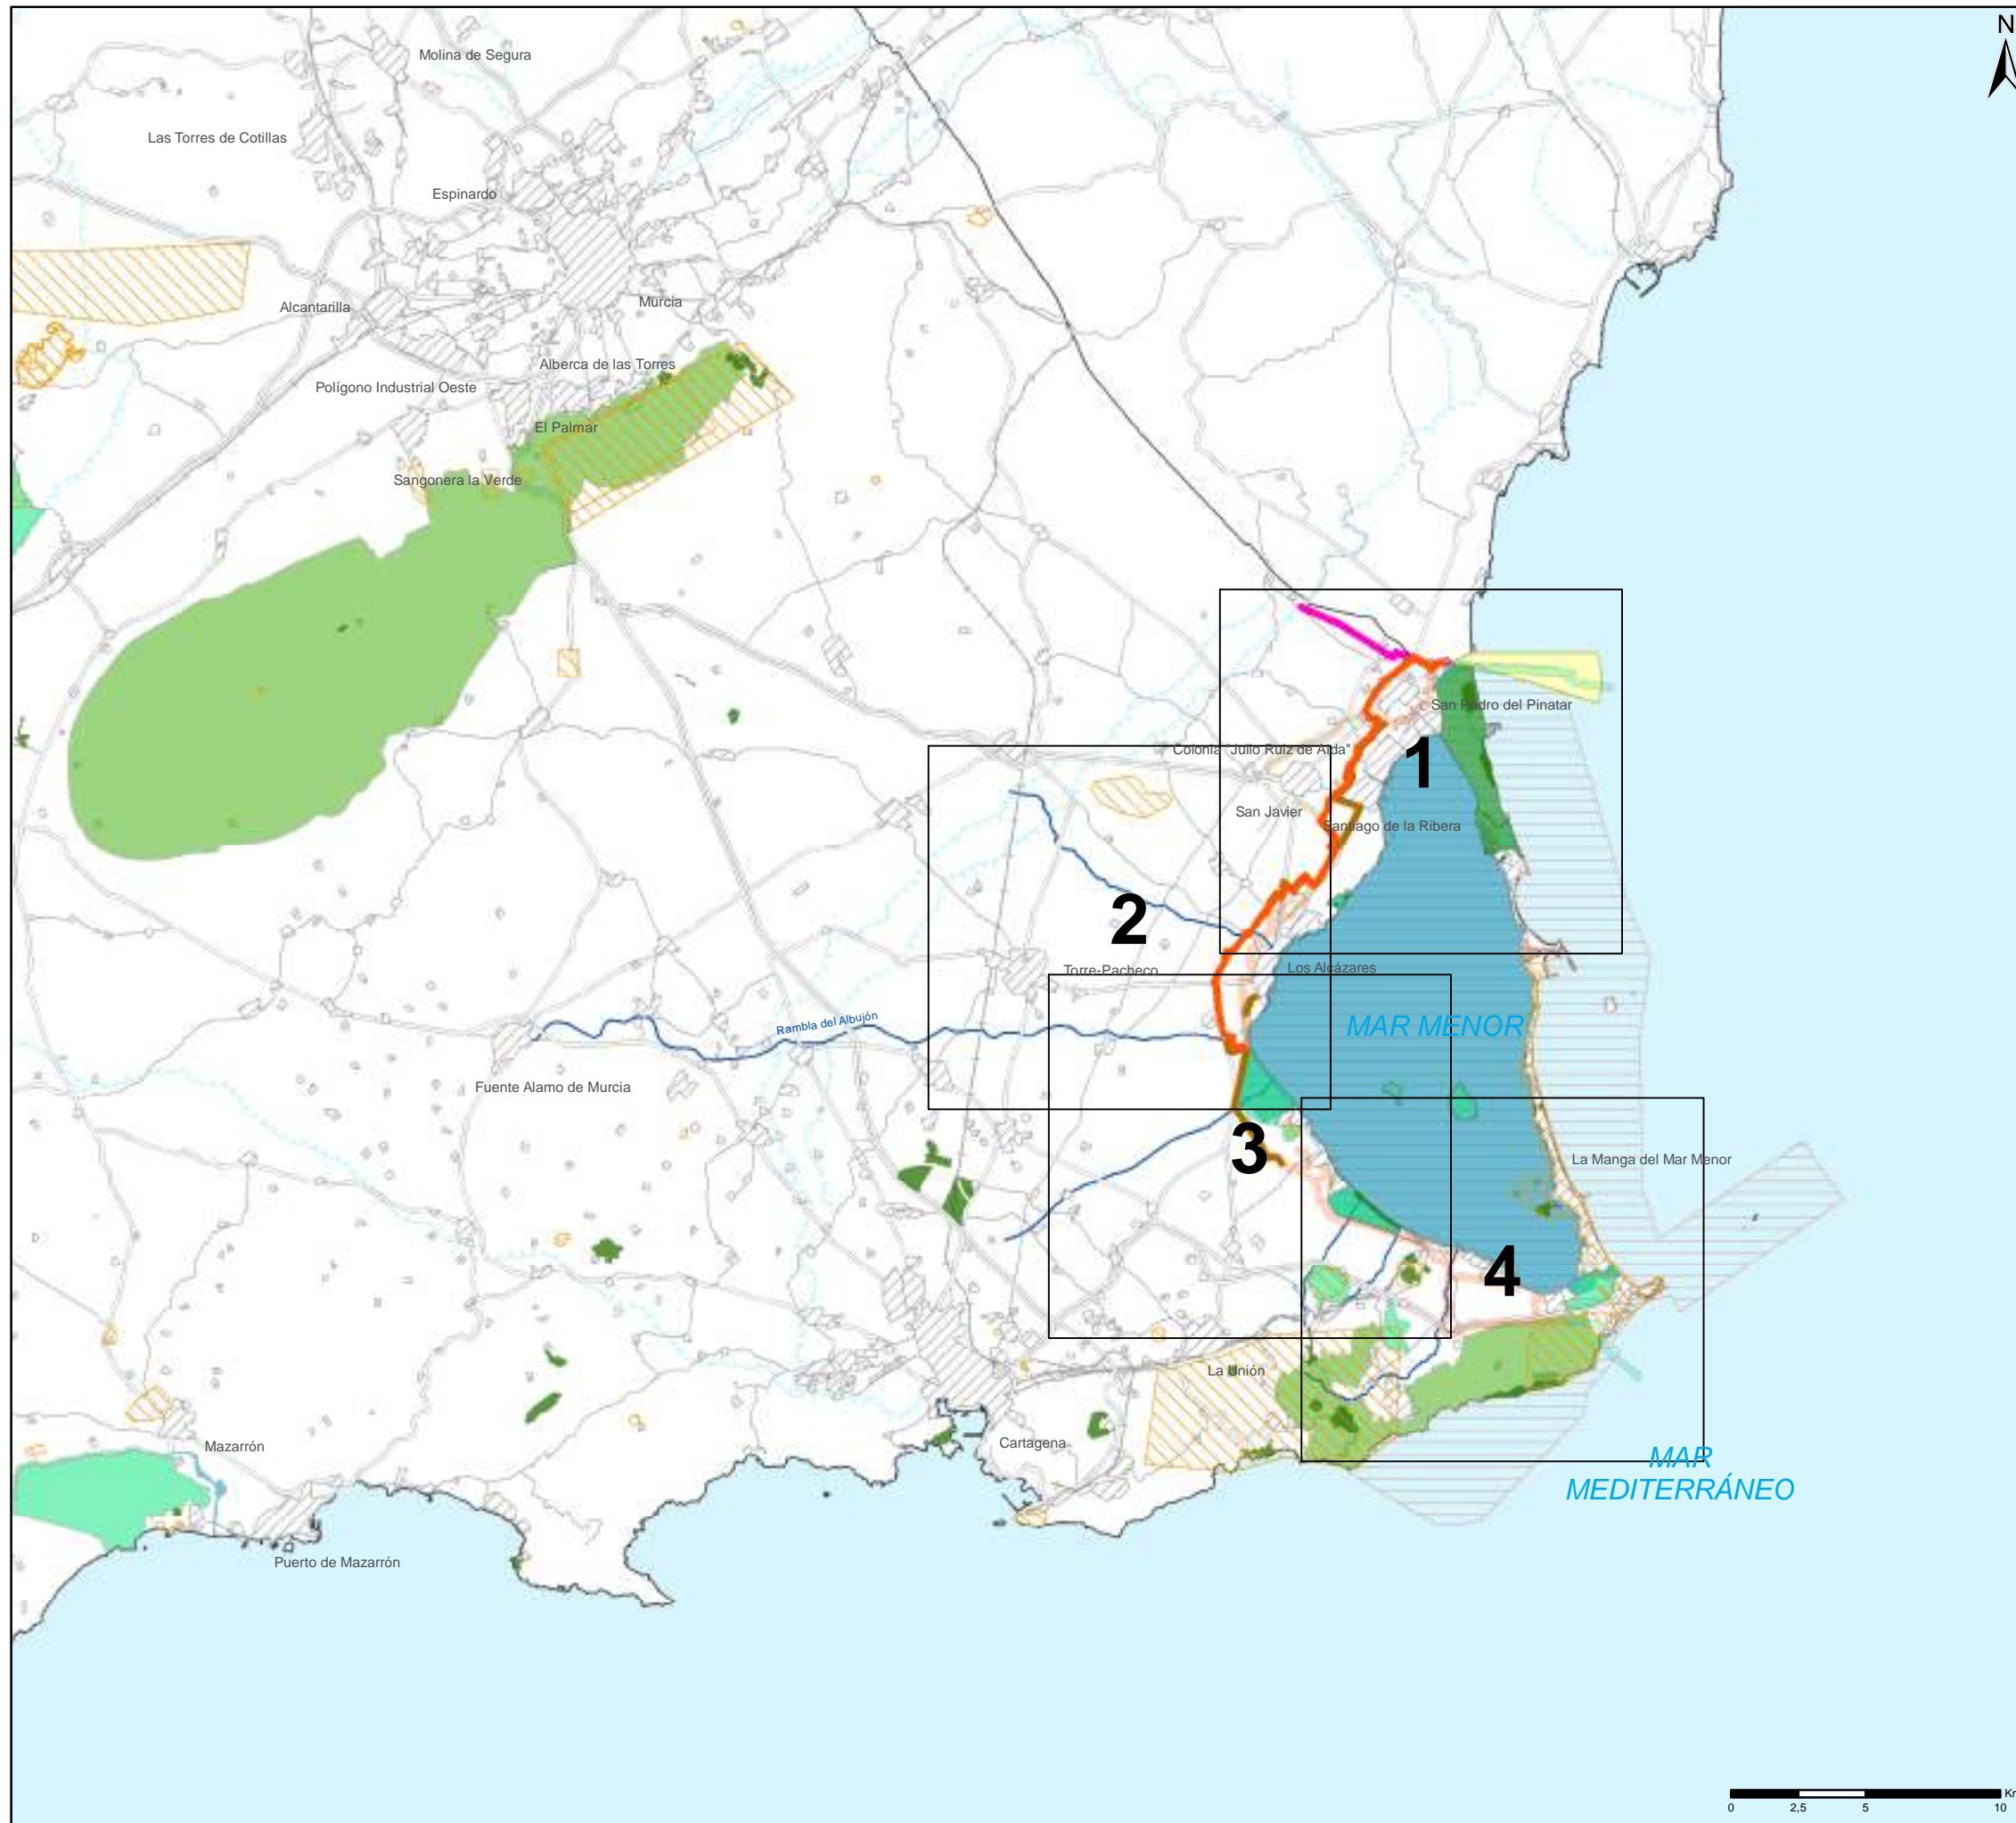 N
Molina de Segura
Las Torres de Cotillas
Espinardo
Alcantarilla
Murcia
Alberca de las Torres
Polígono Industrial Oeste
El Palmar
Sangonera la Verde
San Pedro del Pinatar
Colonia "Julio Ruiz de Alda"
1
San Javier
Santiago de la Ribera
2
Torre-Pacheco
Los Alcázares
Rambla del Albujón
MAR MENOR
Fuente Alamo de Murcia
3
La Manga del Mar Menor
4
La Unión
Mazarrón
Cartagena
MAR
MEDITERRÁNEO
Puerto de Mazarrón
0 2,5 5 10